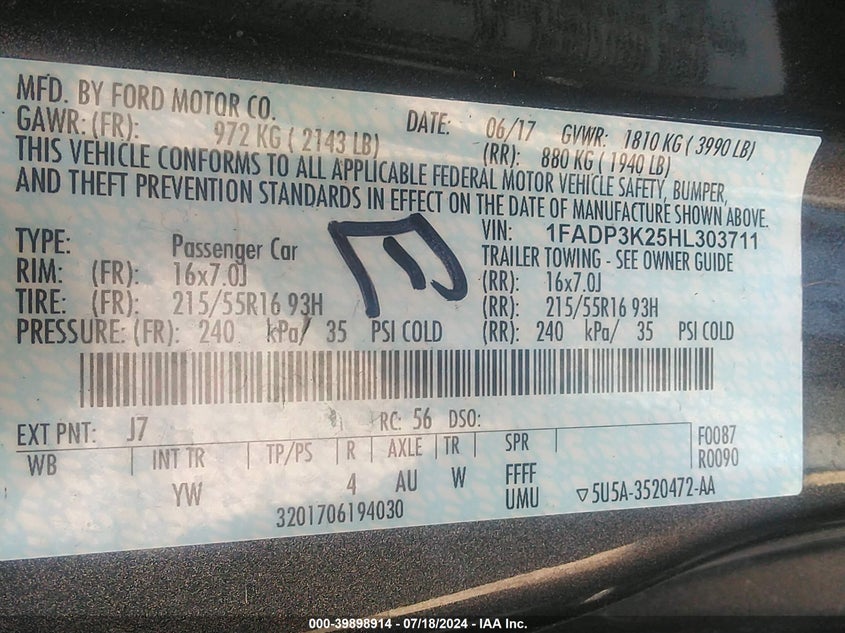 MFD. BY FORD MOTOR CO. DATE: 06/17 GVWR: 1810 KG ( 3990 LB)
GAWR: (FR): 972 KG ( 2143 LB) (RR): 880 KG ( 1940 LB)
THIS VEHICLE CONFORMS TO ALL APPLICABLE FEDERAL MOTOR VEHICLE SAFETY, BUMPER,
AND THEFT PREVENTION STANDARDS IN EFFECT ON THE DATE OF MANUFACTURE SHOWN ABOVE.
VIN: 1FADP3K25HL303711
TYPE: Passenger Car TRAILER TOWING - SEE OWNER GUIDE
RIM: (FR): 16x7.0J (RR): 16x7.0J
TIRE: (FR): 215/55R16 93H (RR): 215/55R16 93H
PRESSURE: (FR): 240 kPa/ 35 PSI COLD (RR): 240 kPa/ 35 PSI COLD
EXT PNT: J7 RC: 56 DSO: F0087
WB INT TR TP/PS R AXLE TR SPR R0090
YW 4 AU W FFFF
3201706194030 UMU ▽5U5A-3520472-AA
000-39898914 - 07/18/2024 - IAA Inc.